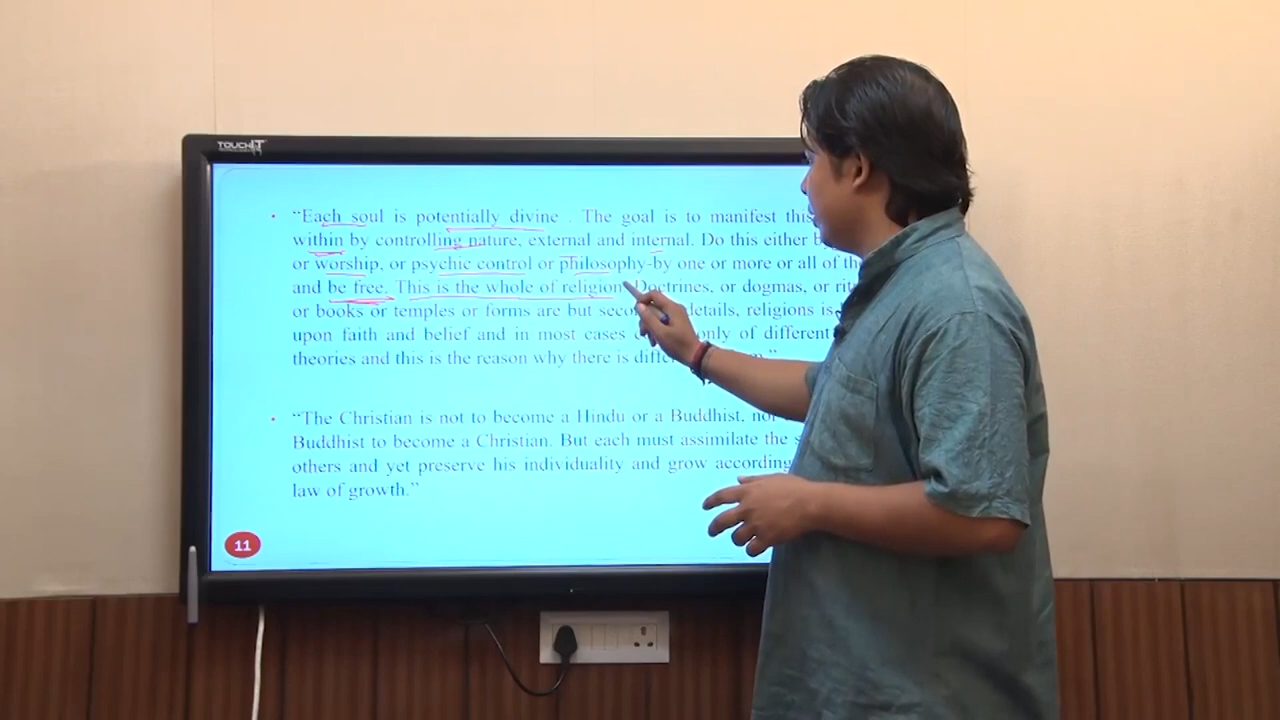 TOUCHIT
• “Each soul is potentially divine . The goal is to manifest this
within by controlling nature, external and internal. Do this either
or worship, or psychic control or philosophy-by one or more or all of
and be free. This is the whole of religion. Doctrines, or dogmas, or
or books or temples or forms are but details, religions is
upon faith and belief and in most cases only of different
theories and this is the reason why there is
• “The Christian is not to become a Hindu or a Buddhist,
Buddhist to become a Christian. But each must assimilate the
others and yet preserve his individuality and grow according
law of growth.”
11